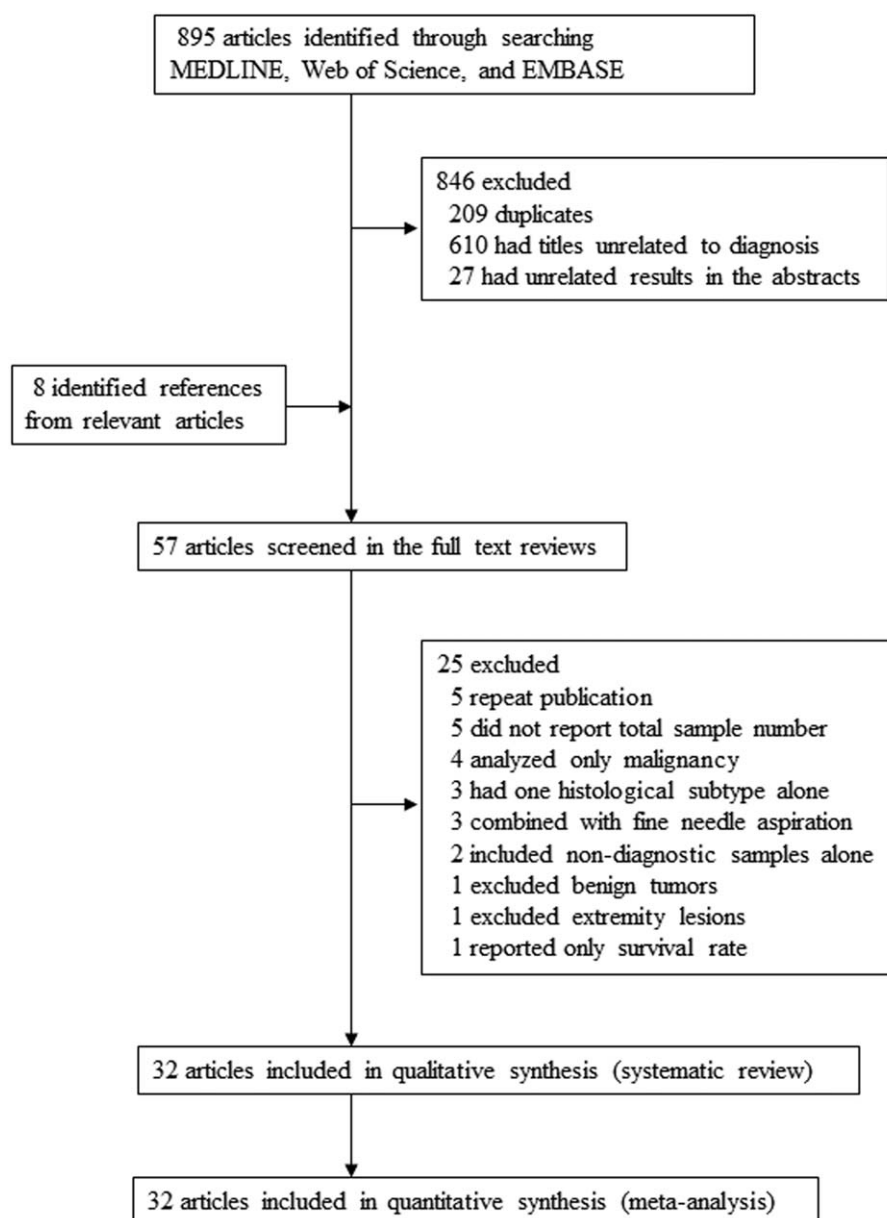 895 articles identified through searching
MEDLINE, Web of Science, and EMBASE
846 excluded
209 duplicates
610 had titles unrelated to diagnosis
27 had unrelated results in the abstracts
8 identified references
from relevant articles
57 articles screened in the full text reviews
25 excluded
5 repeat publication
5 did not report total sample number
4 analyzed only malignancy
3 had one histological subtype alone
3 combined with fine needle aspiration
2 included non-diagnostic samples alone
1 excluded benign tumors
1 excluded extremity lesions
1 reported only survival rate
32 articles included in qualitative synthesis (systematic review)
32 articles included in quantitative synthesis (meta-analysis)